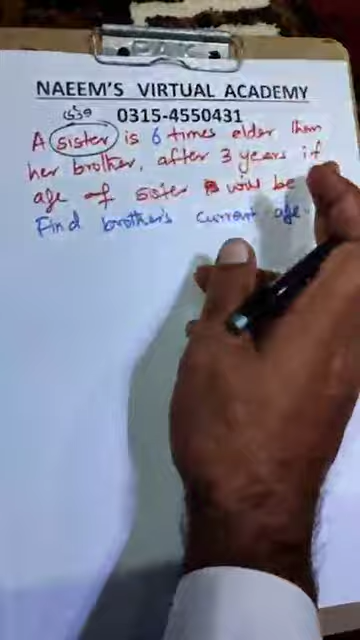 PAIC
NAEEM'S VIRTUAL ACADEMY
0315-4550431
A sister is 6 times elder than
her brother, after 3 years if
age of sister will be
Find brother's current age.